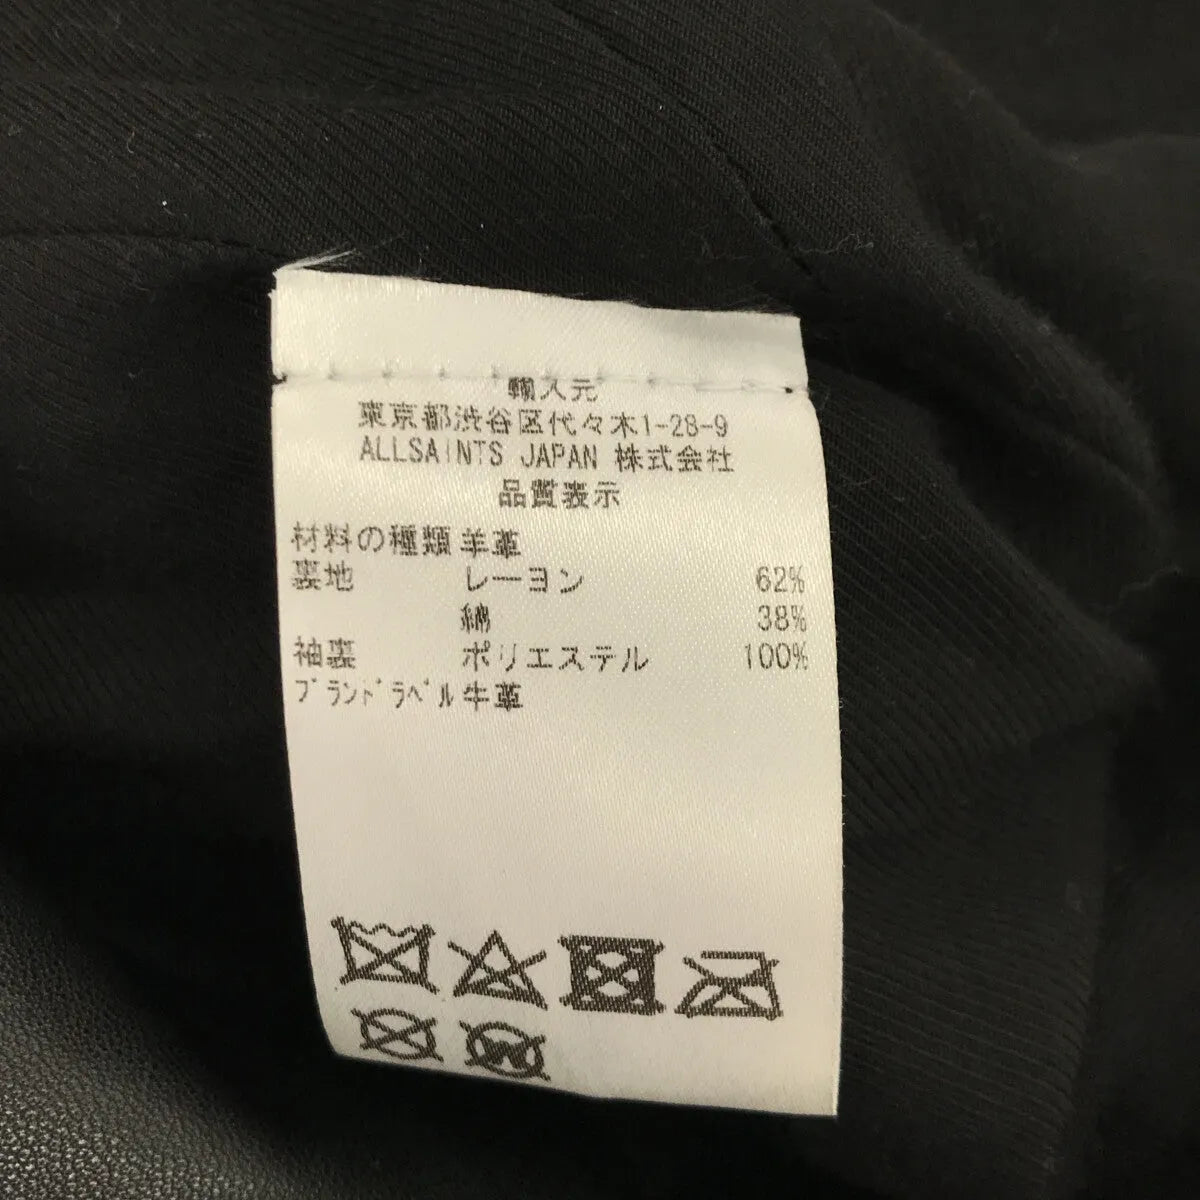 輸入元
東京都渋谷区代々木1-28-9
ALLSAINTS JAPAN 株式会社
品質表示
材料の種類 羊革
裏地 レーヨン 62%
綿 38%
袖裏 ポリエステル 100%
ブランドラベル 牛革
W